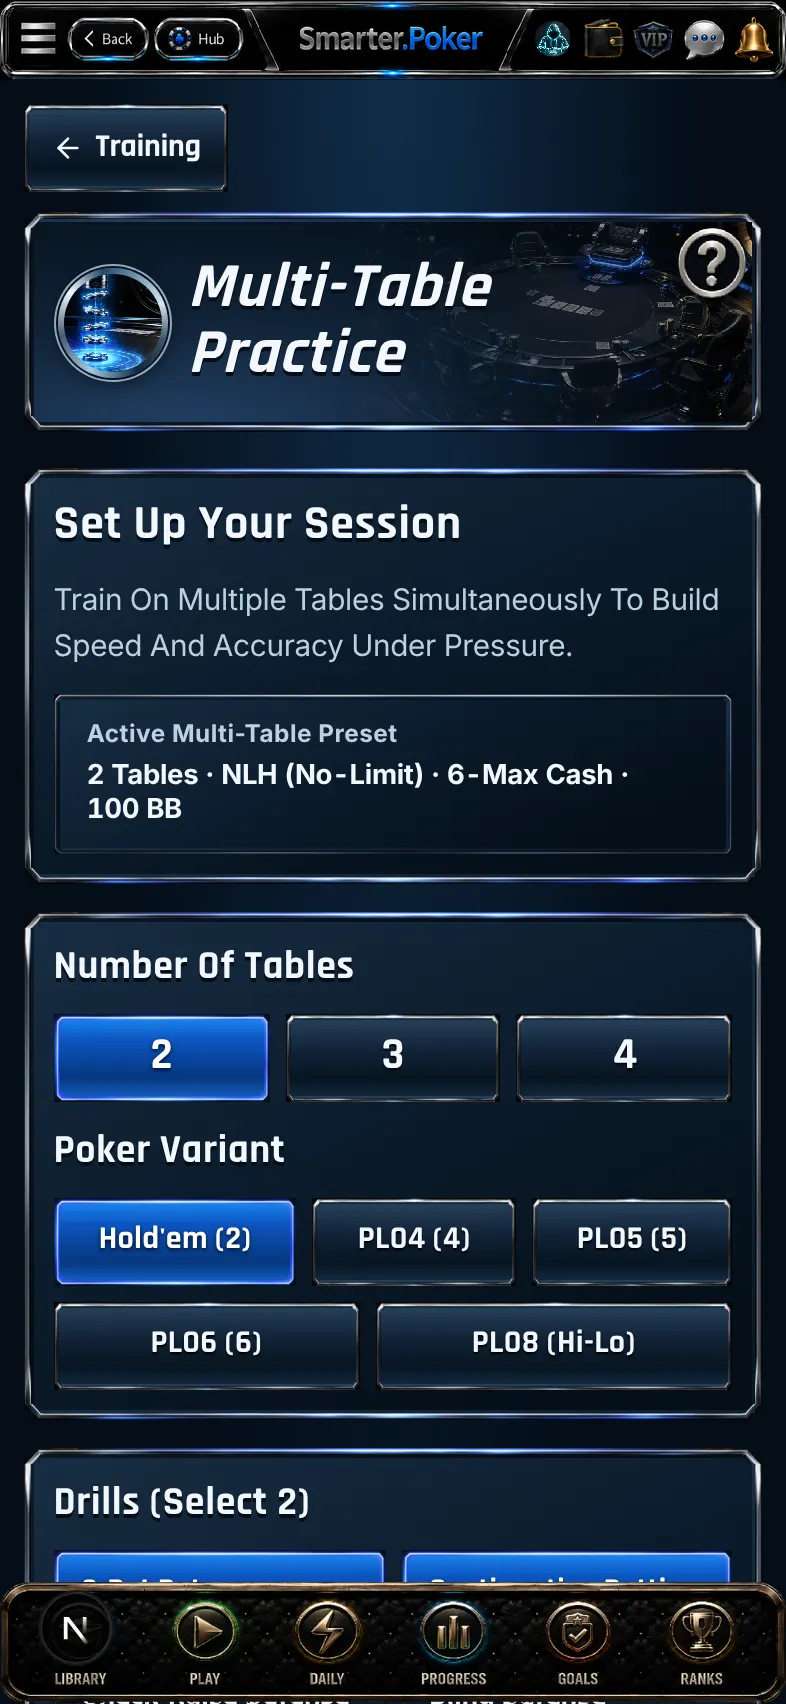 Back
Hub
Smarter.Poker
VIP
← Training
Multi-Table
Practice
?
Set Up Your Session
Train On Multiple Tables Simultaneously To Build
Speed And Accuracy Under Pressure.
Active Multi-Table Preset
2 Tables · NLH (No-Limit) · 6-Max Cash ·
100 BB
Number Of Tables
2
3
4
Poker Variant
Hold'em (2)
PLO4 (4)
PLO5 (5)
PLO6 (6)
PLO8 (Hi-Lo)
Drills (Select 2)
N
LIBRARY
PLAY
DAILY
PROGRESS
GOALS
RANKS